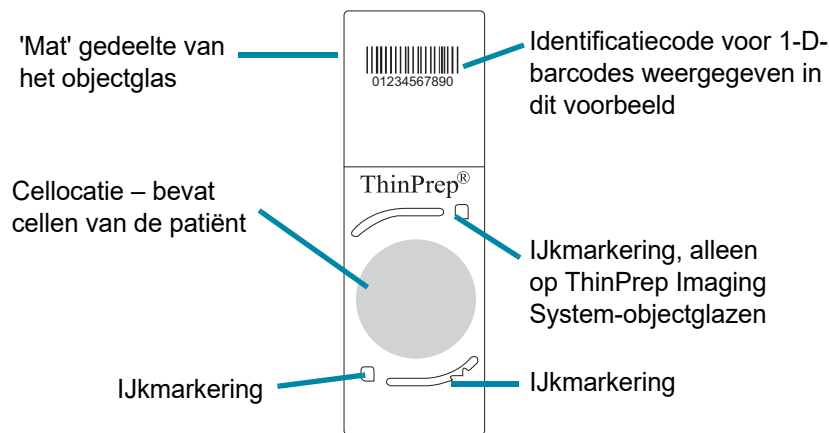 'Mat' gedeelte van
het objectglas
01234567890
Identificatiecode voor 1-D-
barcodes weergegeven in
dit voorbeeld
ThinPrep®
Cellocatie – bevat
cellen van de patiënt
IJkmarkering, alleen
op ThinPrep Imaging
System-objectglazen
IJkmarkering
IJkmarkering